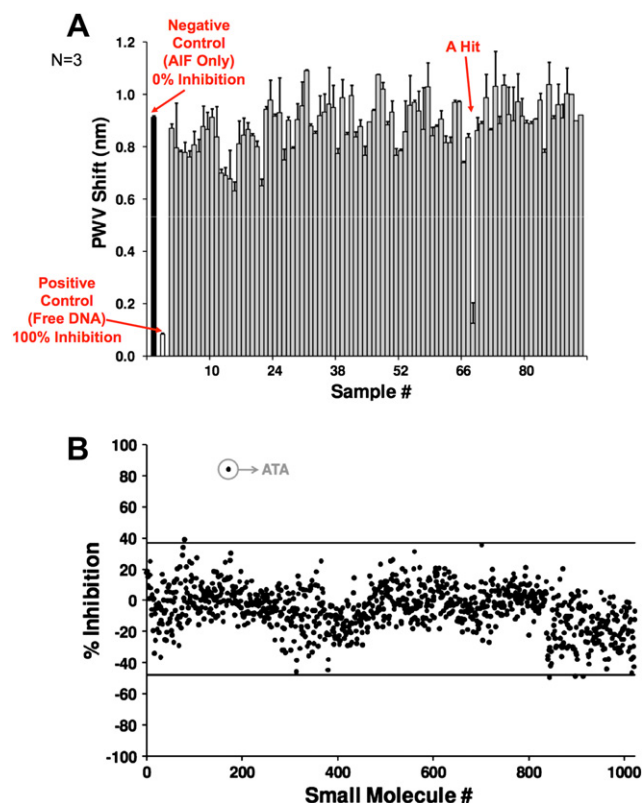 A
N=3
Negative
Control
(AIF Only)
0% Inhibition
A Hit
1.2
1.0
0.8
0.6
0.4
0.2
0.0
PWV Shift (nm)
Positive
Control
(Free DNA)
100% Inhibition
10 24 38 52 66 80
Sample #
B
100
80
60
40
20
0
-20
-40
-60
-80
-100
% Inhibition
ATA
0 200 400 600 800 1000
Small Molecule #